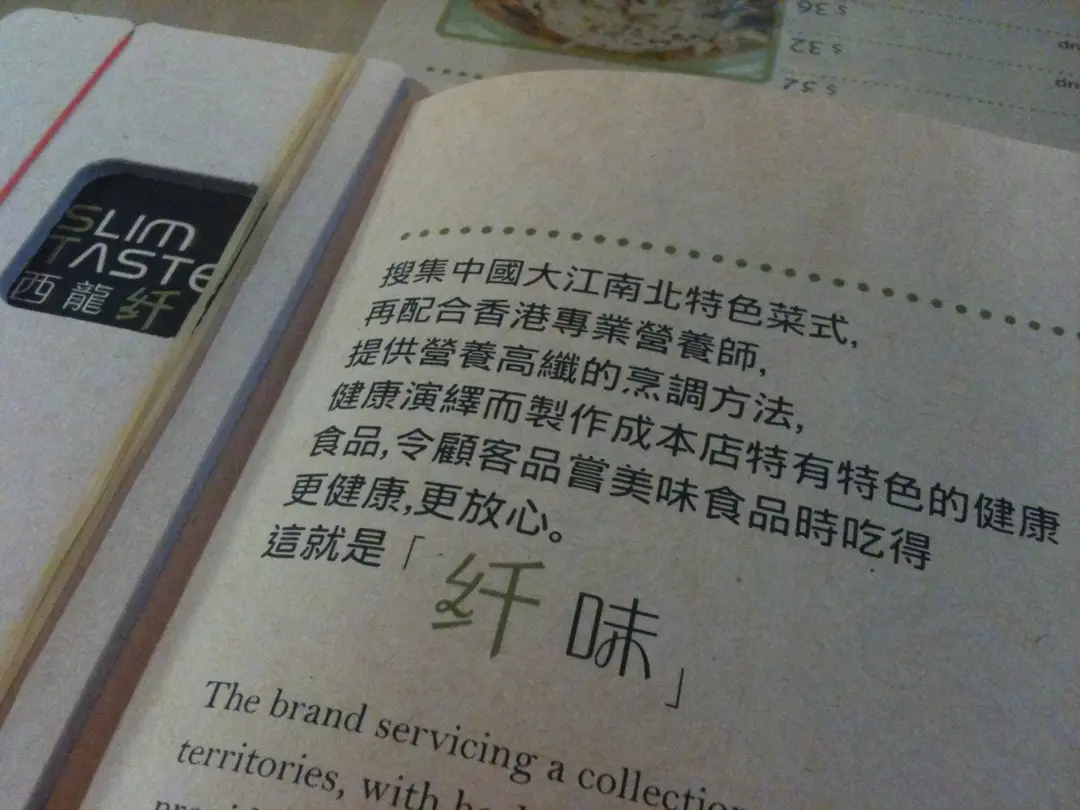 SLIM
TASTE
西龍纤
$ 36
$ 32
$ 32
搜集中國大江南北特色菜式,
再配合香港專業營養師,
提供營養高纖的烹調方法,
健康演繹而製作成本店特有特色的健康
食品,令顧客品嘗美味食品時吃得
更健康,更放心。
這就是「纤味」
The brand servicing a collection
territories, with